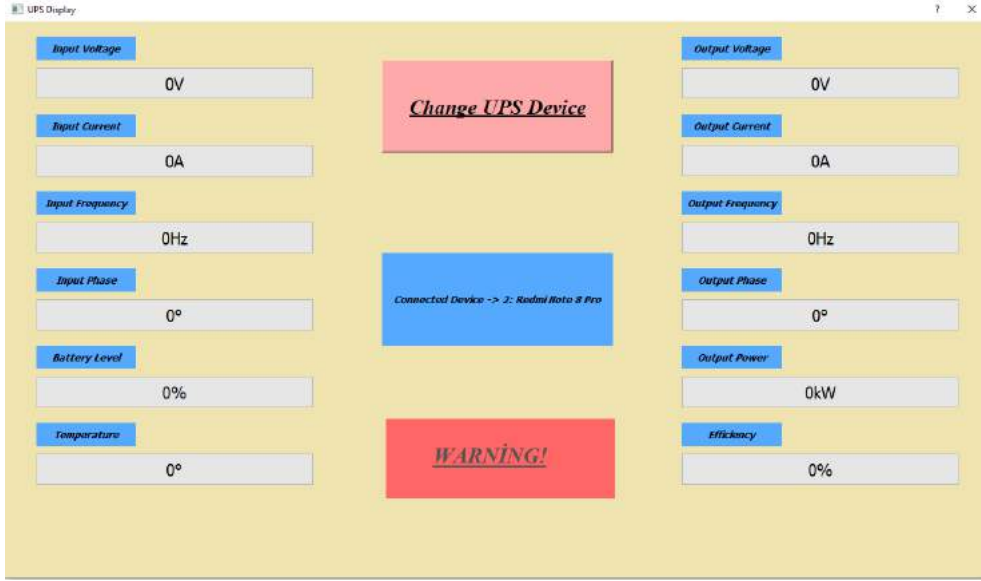 UPS Display
? ×
Input Voltage
0V
Input Current
0A
Input Frequency
0Hz
Input Phase
0°
Battery Level
0%
Temperature
0°
Change UPS Device
Connected Device -> 2: Redmi Note 8 Pro
WARNİNG!
Output Voltage
0V
Output Current
0A
Output Frequency
0Hz
Output Phase
0°
Output Power
0kW
Efficiency
0%